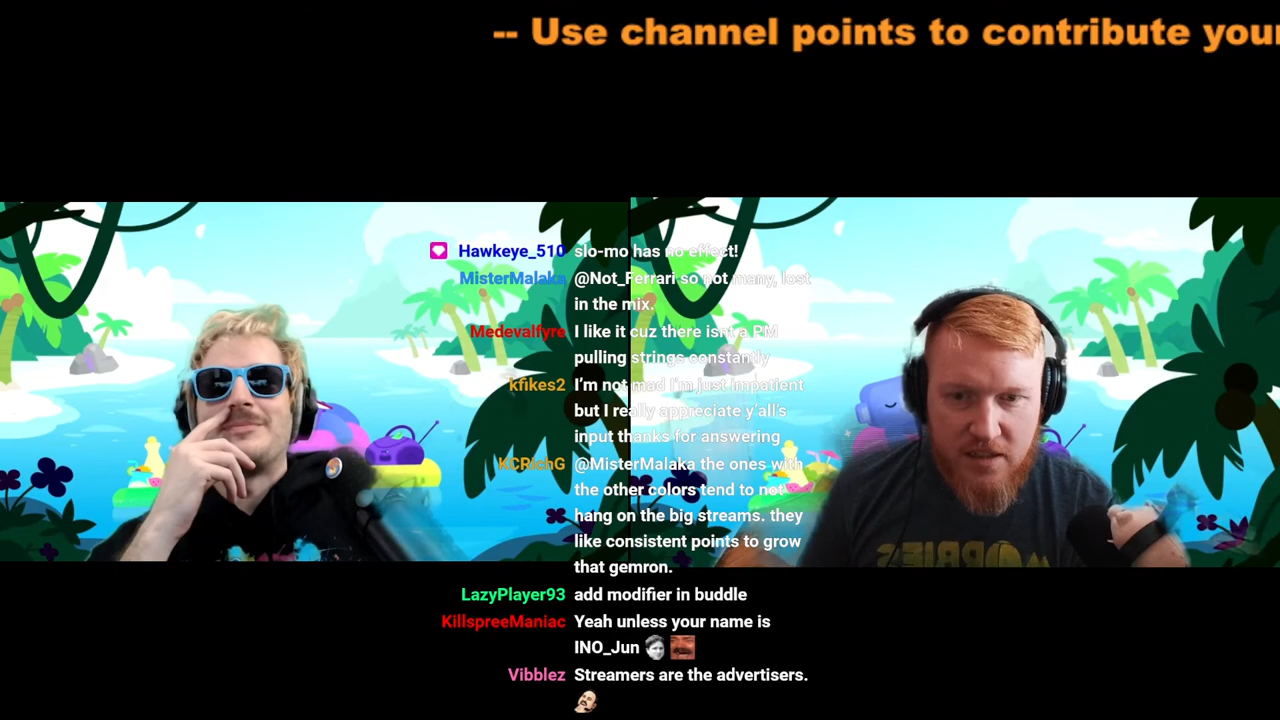 -- Use channel points to contribute your
Hawkeye_510 slo-mo has no effect!
MisterMalaka @Not_Ferrari so not many, lost
in the mix.
Medevalfyre I like it cuz there isnt a PM
pulling strings constantly
kfikes2 I'm not mad I'm just impatient
but I really appreciate y'all's
input thanks for answering
KCRichG @MisterMalaka the ones with
the other colors tend to not
hang on the big streams. they
like consistent points to grow
that gemron.
LazyPlayer93 add modifier in buddle
KillspreeManiac Yeah unless your name is
INO_Jun
Vibblez Streamers are the advertisers.